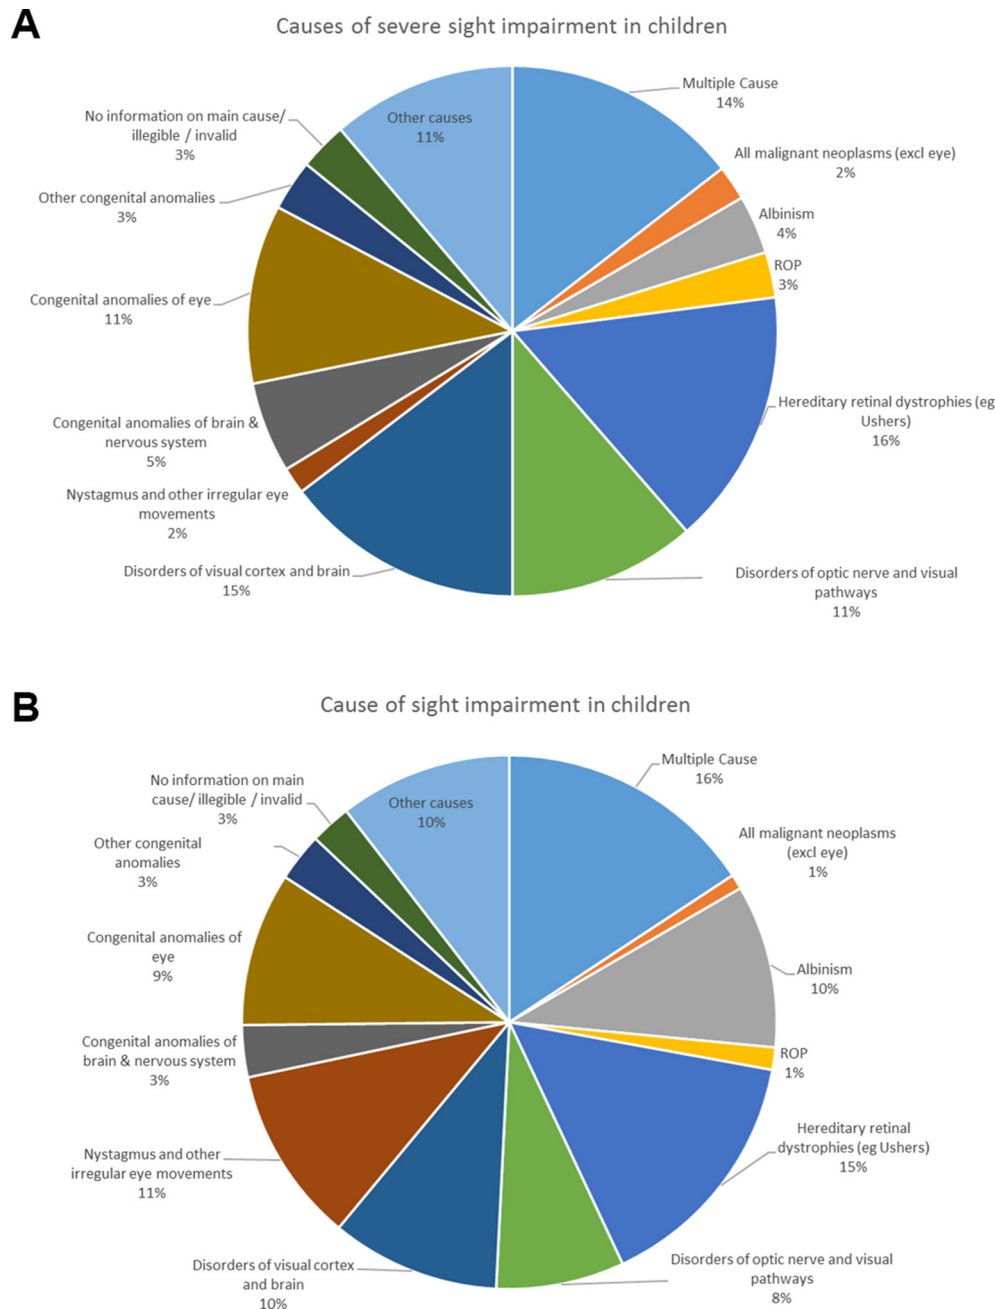 A
Causes of severe sight impairment in children
Multiple Cause
14%
All malignant neoplasms (excl eye)
2%
Albinism
4%
ROP
3%
Hereditary retinal dystrophies (eg
Ushers)
16%
Disorders of optic nerve and visual
pathways
11%
Disorders of visual cortex and brain
15%
Nystagmus and other irregular eye
movements
2%
Congenital anomalies of brain &
nervous system
5%
Congenital anomalies of eye
11%
Other congenital anomalies
3%
No information on main cause/
illegible / invalid
3%
Other causes
11%
B
Cause of sight impairment in children
Multiple Cause
16%
All malignant neoplasms
(excl eye)
1%
Albinism
10%
ROP
1%
Hereditary retinal
dystrophies (eg Ushers)
15%
Disorders of optic nerve and visual
pathways
8%
Disorders of visual cortex
and brain
10%
Nystagmus and other
irregular eye movements
11%
Congenital anomalies of
brain & nervous system
3%
Congenital anomalies of
eye
9%
Other congenital
anomalies
3%
No information on main
cause/ illegible / invalid
3%
Other causes
10%